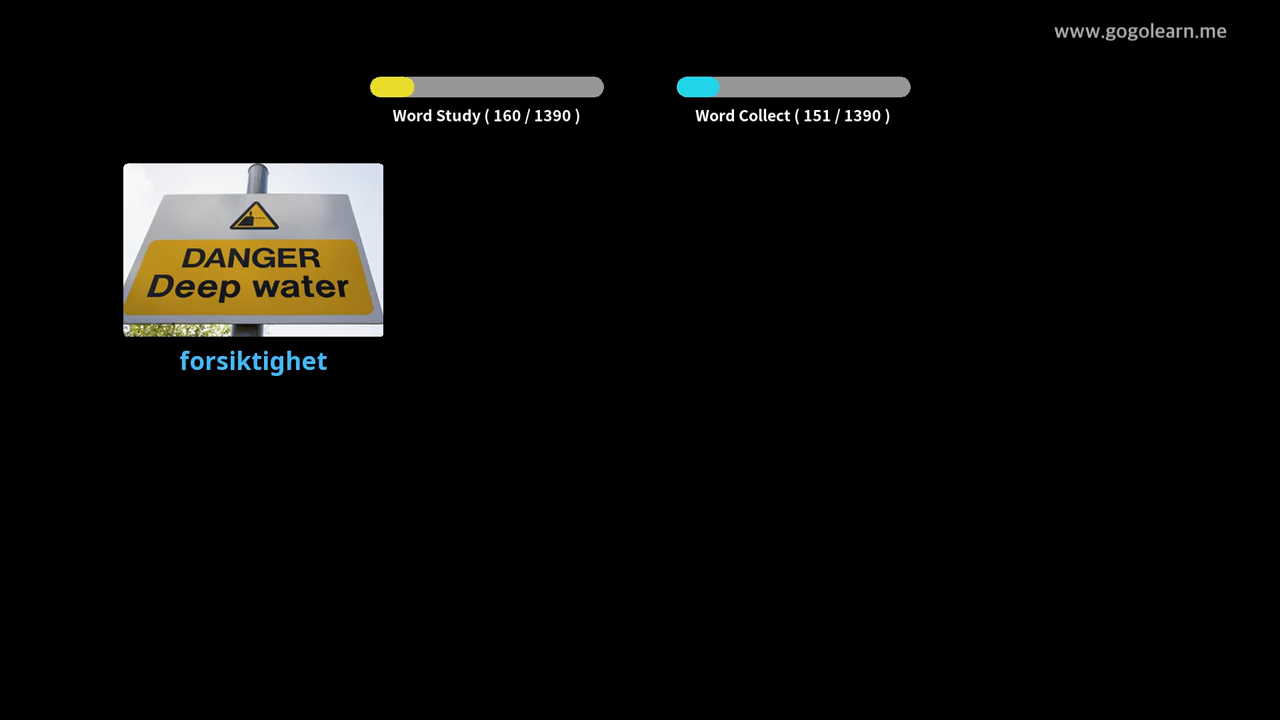 www.gogolearn.me
Word Study ( 160 / 1390 )
Word Collect ( 151 / 1390 )
DANGER
Deep water
forsiktighet